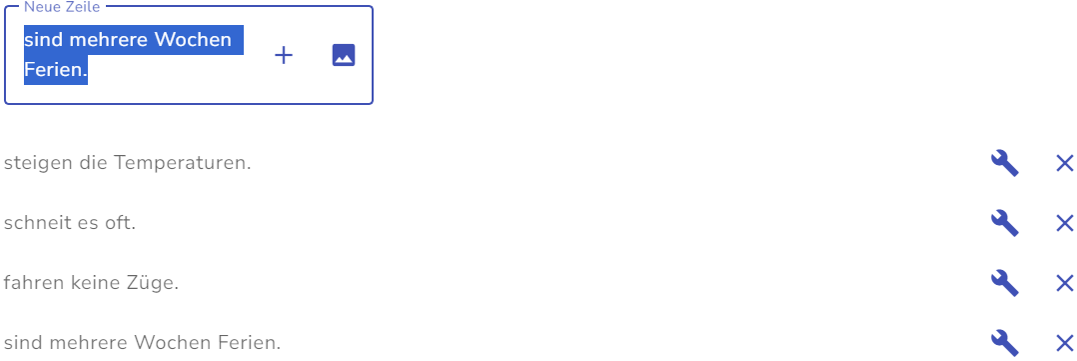 Neue Zeile
sind mehrere Wochen
Ferien.
steigen die Temperaturen.
schneit es oft.
fahren keine Züge.
sind mehrere Wochen Ferien.